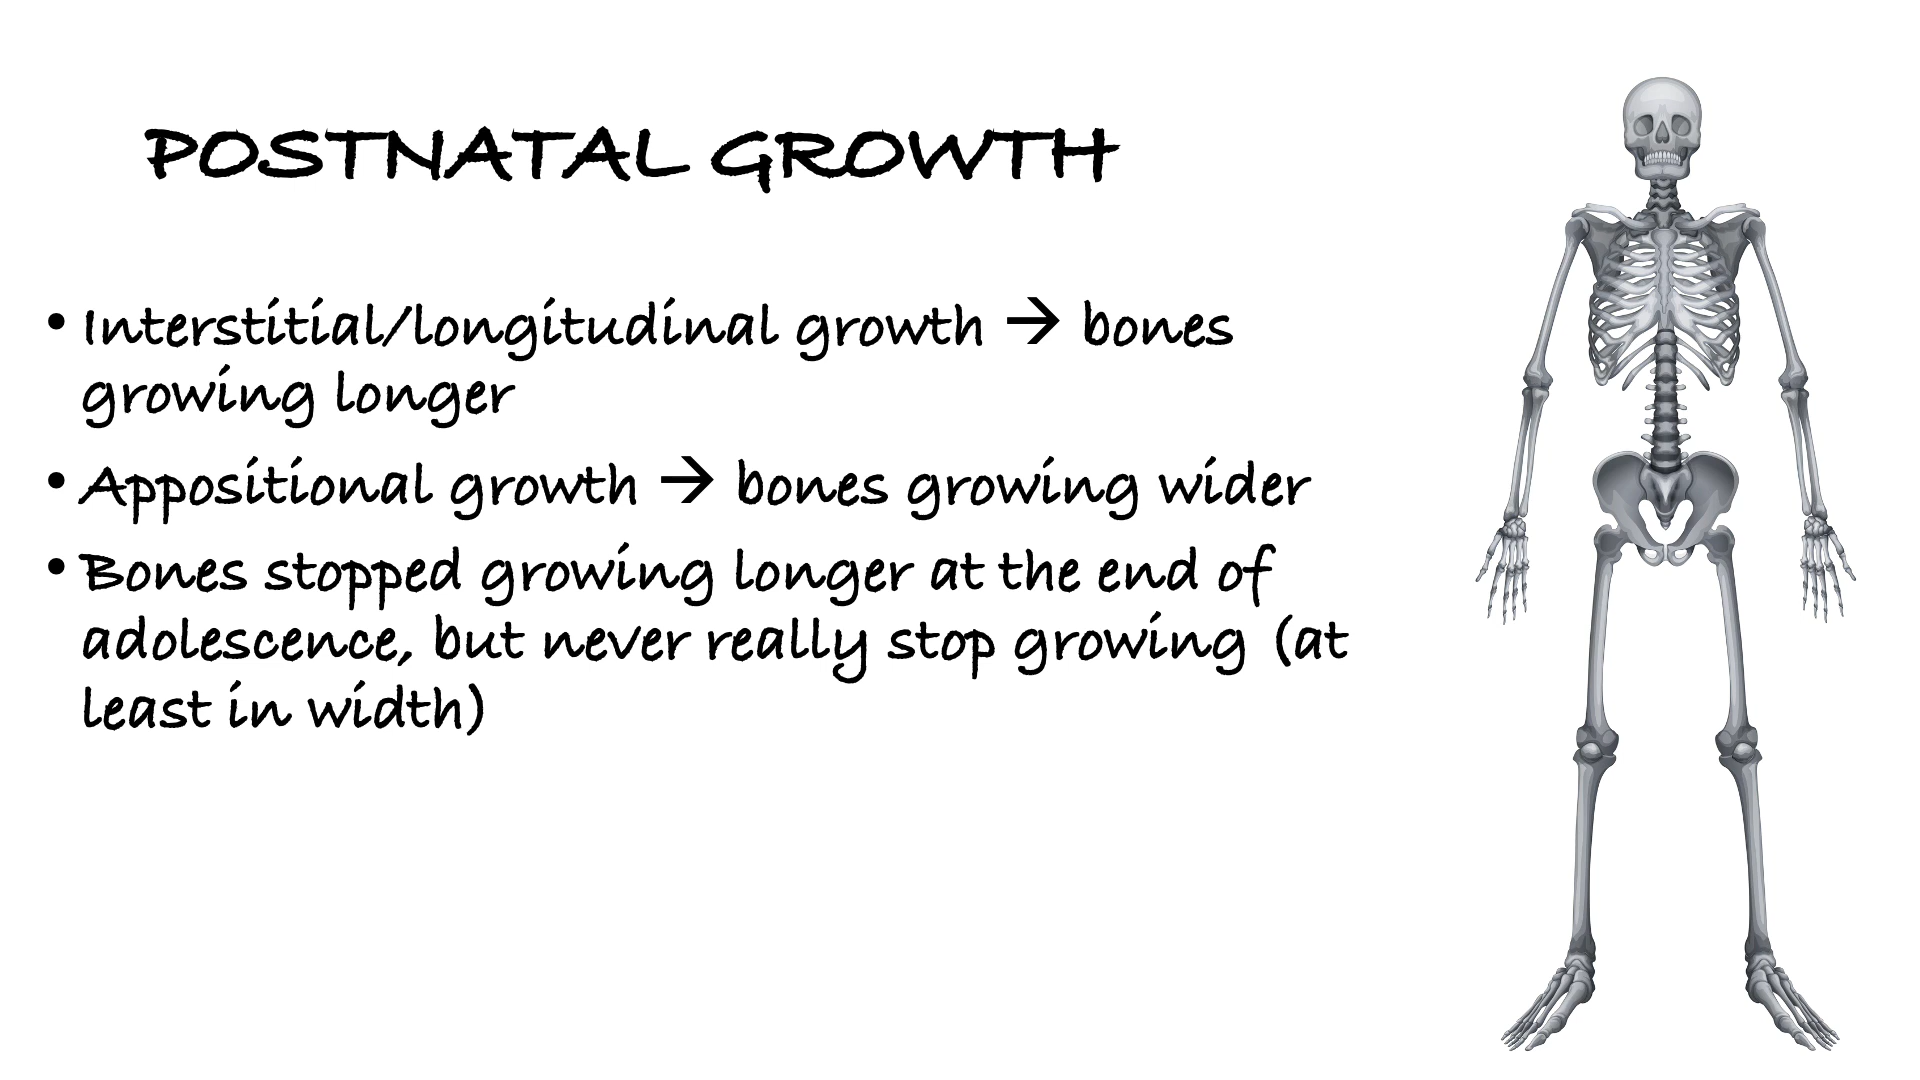 POSTNATAL GROWTH
• Interstitial/longitudinal growth → bones
growing longer
• Appositional growth → bones growing wider
• Bones stopped growing longer at the end of
adolescence, but never really stop growing (at
least in width)